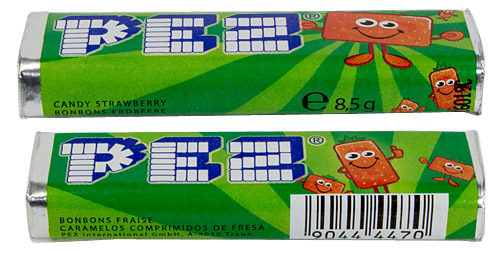 PEZ®
CANDY STRAWBERRY
BONBONS ERDBEERE
e 8,5 g
PEZ®
BONBONS FRAISE
CARAMELOS COMPRIMIDOS DE FRESA
PEZ International GmbH, A-4050 Traun
9044 4470